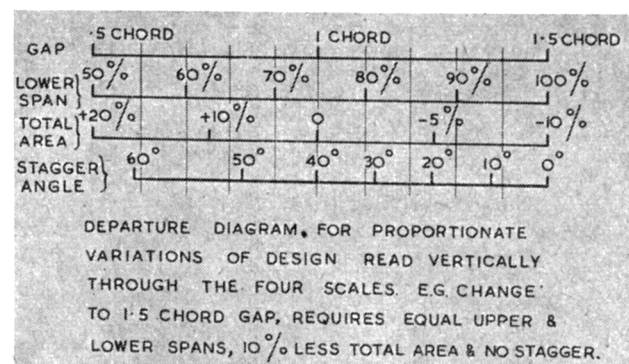 GAP ·5 CHORD 1 CHORD 1·5 CHORD
LOWER SPAN 50% 60% 70% 80% 90% 100%
TOTAL AREA +20% +10% 0 -5% -10%
STAGGER ANGLE 60° 50° 40° 30° 20° 10° 0°
DEPARTURE DIAGRAM. FOR PROPORTIONATE
VARIATIONS OF DESIGN READ VERTICALLY
THROUGH THE FOUR SCALES. E.G. CHANGE
TO 1·5 CHORD GAP, REQUIRES EQUAL UPPER &
LOWER SPANS, 10% LESS TOTAL AREA & NO STAGGER.